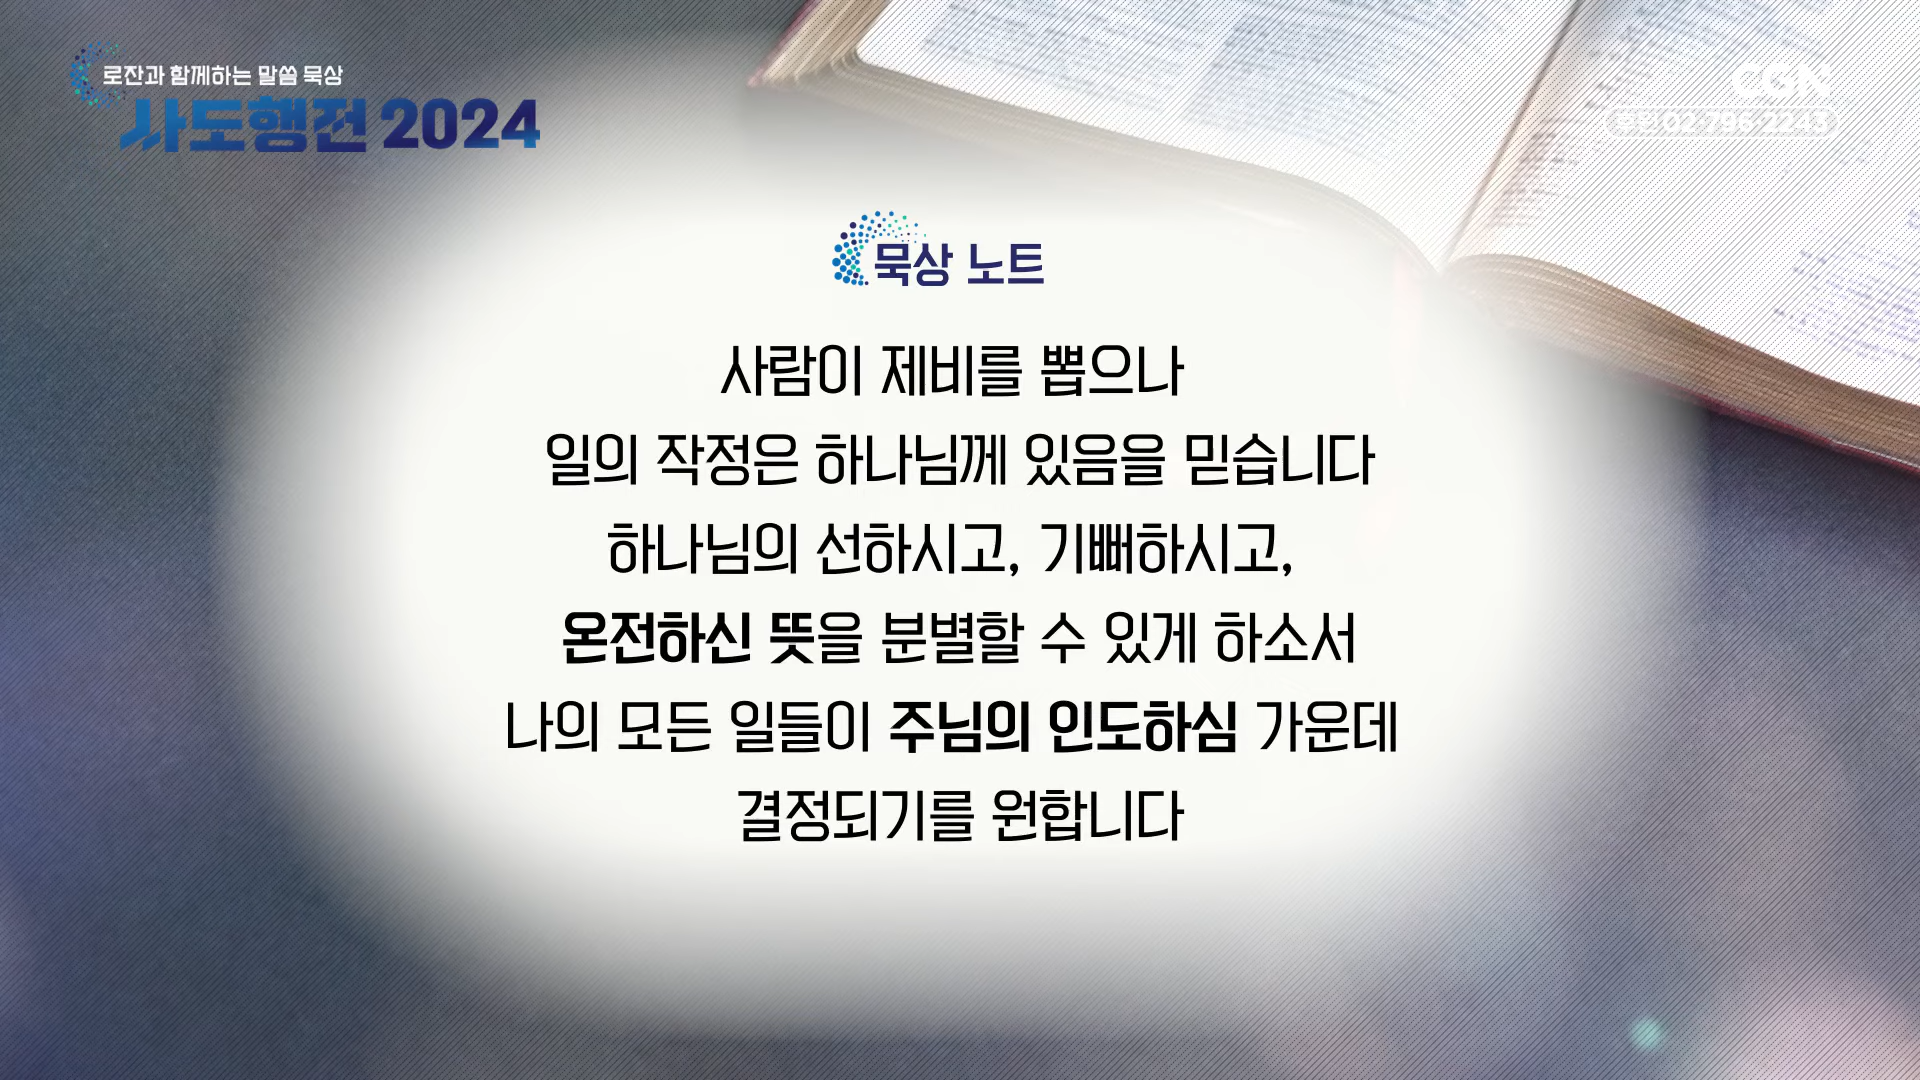 로잔과 함께하는 말씀 묵상
사도행전 2024
CGN
후원 02-796-2243
묵상 노트
사람이 제비를 뽑으나
일의 작정은 하나님께 있음을 믿습니다
하나님의 선하시고, 기뻐하시고,
온전하신 뜻을 분별할 수 있게 하소서
나의 모든 일들이 주님의 인도하심 가운데
결정되기를 원합니다